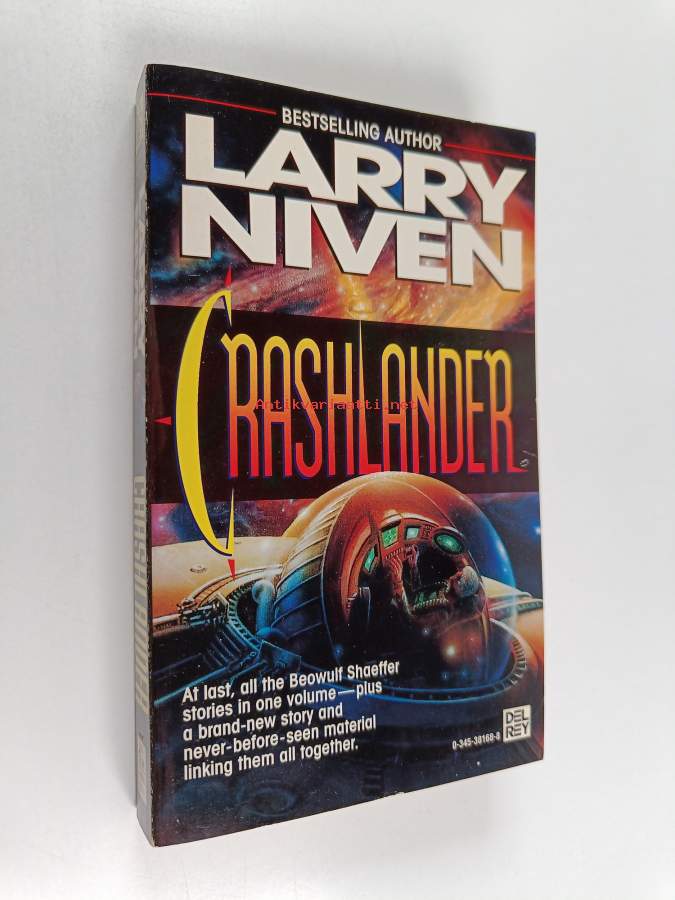 BESTSELLING AUTHOR
LARRY
NIVEN
CRASHLANDER
Antikvariaatti.net
At last, all the Beowulf Shaeffer
stories in one volume—plus
a brand-new story and
never-before-seen material
linking them all together.
0-345-38168-8
DEL
REY
CRASHLANDER